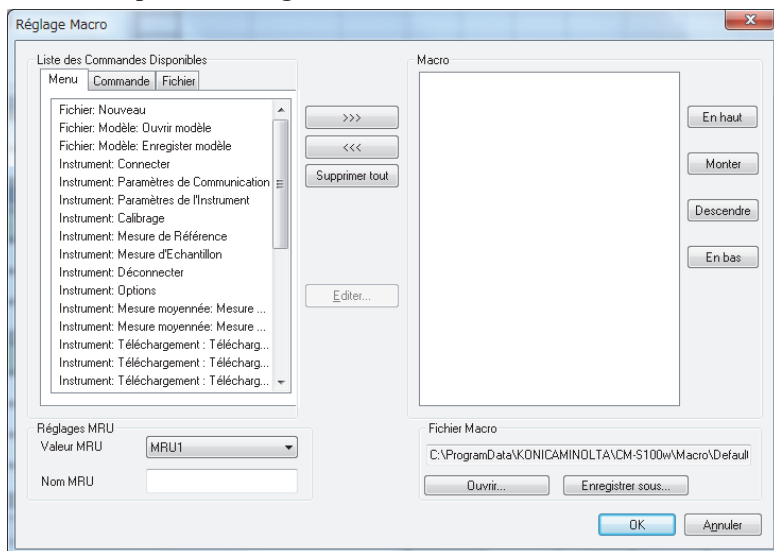 Réglage Macro
Liste des Commandes Disponibles
Menu
Commande
Fichier
Fichier: Nouveau
Fichier: Modèle: Ouvrir modèle
Fichier: Modèle: Enregister modèle
Instrument: Connecter
Instrument: Paramètres de Communication
Instrument: Paramètres de l'Instrument
Instrument: Calibrage
Instrument: Mesure de Référence
Instrument: Mesure d'Echantillon
Instrument: Déconnecter
Instrument: Options
Instrument: Mesure moyennée: Mesure ...
Instrument: Mesure moyennée: Mesure ...
Instrument: Téléchargement : Télécharg...
Instrument: Téléchargement : Télécharg...
Instrument: Téléchargement : Télécharg...
>>>
<<<
Supprimer tout
Editer...
Macro
En haut
Monter
Descendre
En bas
Réglages MRU
Valeur MRU
MRU1
Nom MRU
Fichier Macro
C:\ProgramData\KONICAMINOLTA\CM-S100w\Macro\Defaul
Ouvrir...
Enregistrer sous...
OK
Annuler